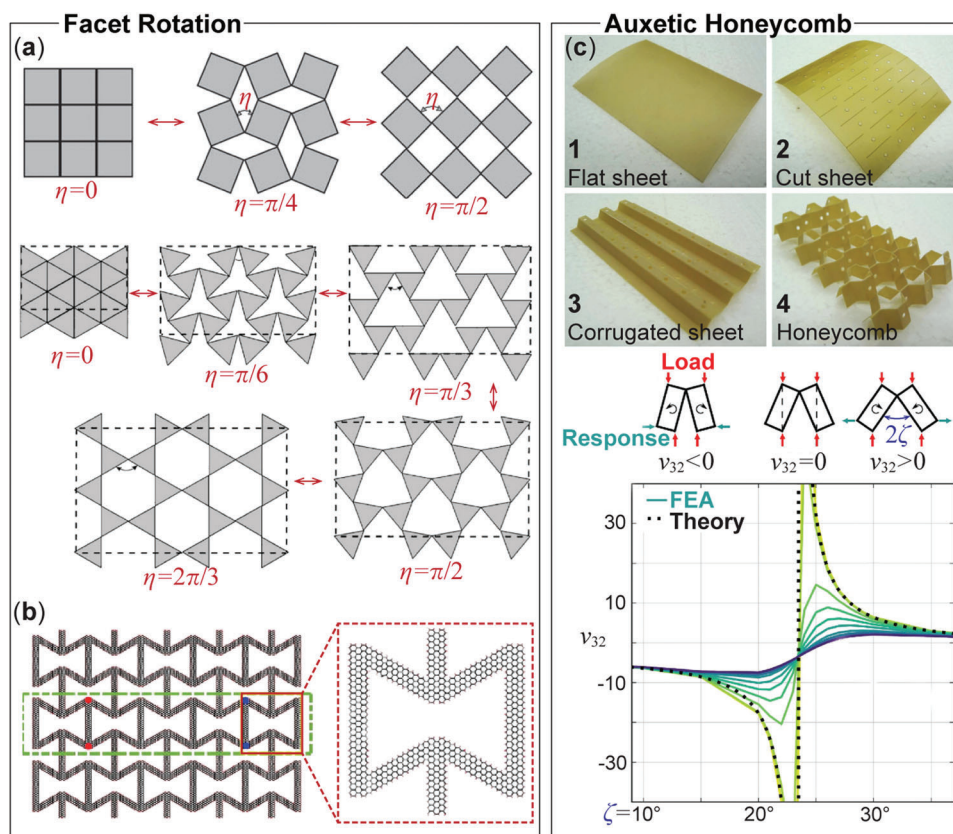 Facet Rotation
(a)
η
η
η=0
η=π/4
η=π/2
η=0
η=π/6
η=π/3
η=2π/3
η=π/2
(b)
Auxetic Honeycomb
(c)
1
Flat sheet
2
Cut sheet
3
Corrugated sheet
4
Honeycomb
Load
Response
2ζ
ν32<0
ν32=0
ν32>0
FEA
Theory
30
10
ν32
-10
-30
ζ=10°
20°
30°